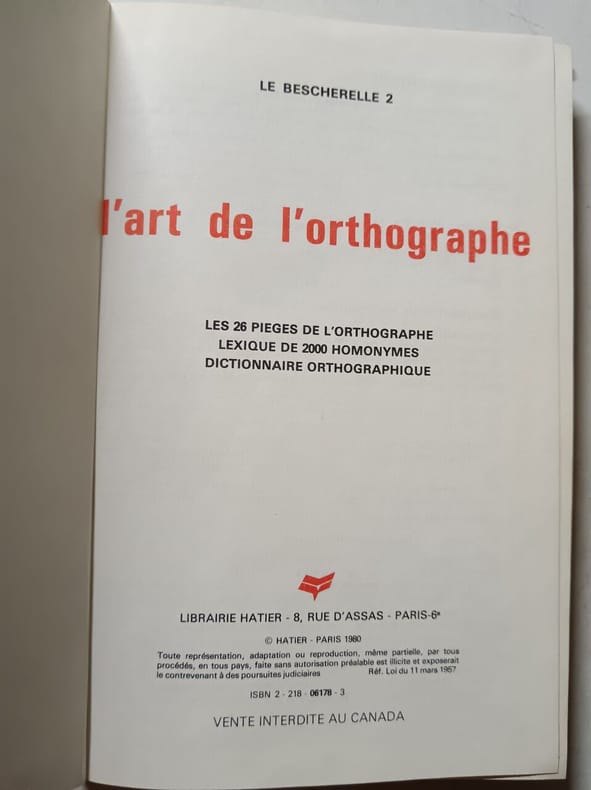 LE BESCHERELLE 2
l'art de l'orthographe
LES 26 PIEGES DE L'ORTHOGRAPHE
LEXIQUE DE 2000 HOMONYMES
DICTIONNAIRE ORTHOGRAPHIQUE
LIBRAIRIE HATIER - 8, RUE D'ASSAS - PARIS-6e
© HATIER - PARIS 1980
Toute représentation, adaptation ou reproduction, même partielle, par tous
procédés, en tous pays, faite sans autorisation préalable est illicite et exposerait
le contrevenant à des poursuites judiciaires Réf. Loi du 11 mars 1957
ISBN 2 - 218 - 06178 - 3
VENTE INTERDITE AU CANADA